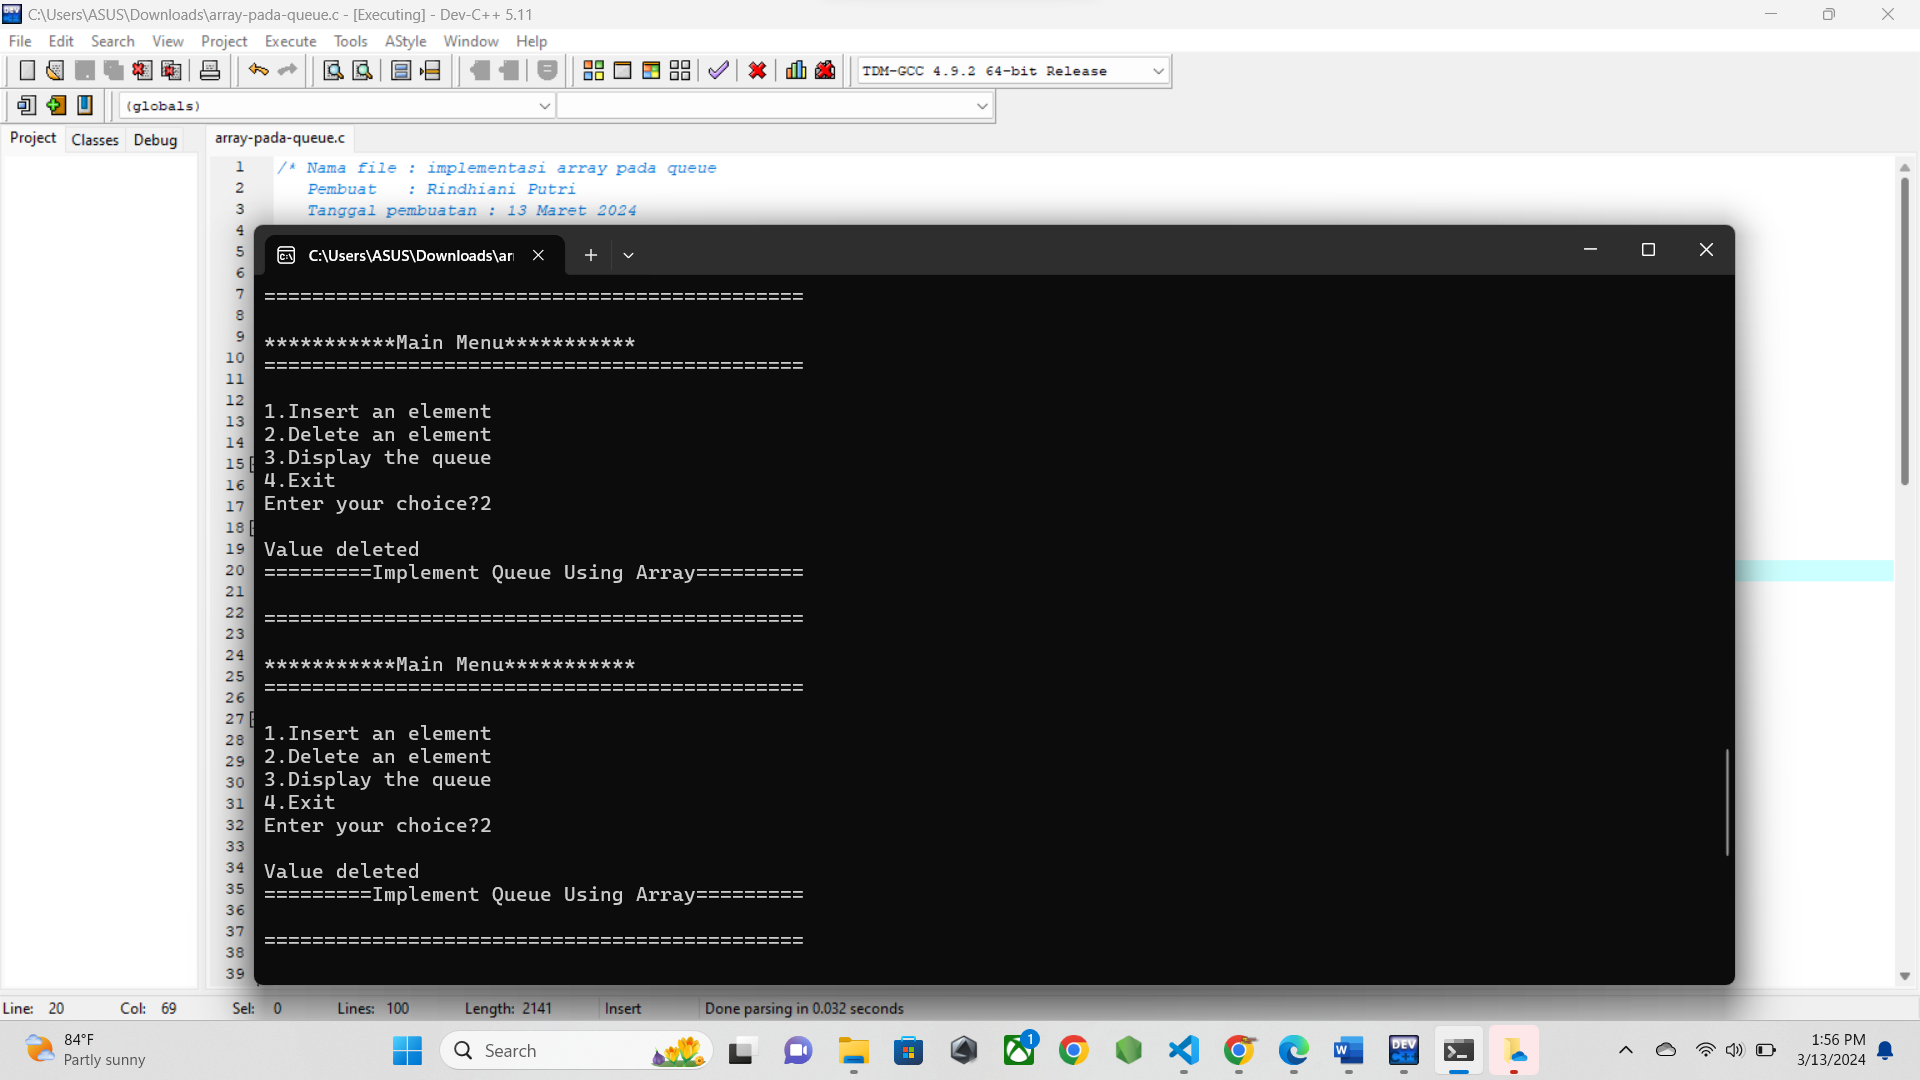 C:\Users\ASUS\Downloads\array-pada-queue.c - [Executing] - Dev-C++ 5.11
File Edit Search View Project Execute Tools AStyle Window Help
TDM-GCC 4.9.2 64-bit Release
(globals)
Project Classes Debug
array-pada-queue.c
1 /* Nama file : implementasi array pada queue
2 Pembuat : Rindhiani Putri
3 Tanggal pembuatan : 13 Maret 2024
4
5
6
7
8
9
10
11
12
13
14
15
16
17
18
19
20
21
22
23
24
25
26
27
28
29
30
31
32
33
34
35
36
37
38
39
C:\Users\ASUS\Downloads\ar
=============================================
***********Main Menu***********
=============================================
1.Insert an element
2.Delete an element
3.Display the queue
4.Exit
Enter your choice?2
Value deleted
=========Implement Queue Using Array=========
=============================================
***********Main Menu***********
=============================================
1.Insert an element
2.Delete an element
3.Display the queue
4.Exit
Enter your choice?2
Value deleted
=========Implement Queue Using Array=========
=============================================
Line: 20 Col: 69 Sel: 0 Lines: 100 Length: 2141 Insert Done parsing in 0.032 seconds
84°F
Partly sunny
Search
1
DEV
C++
1:56 PM
3/13/2024